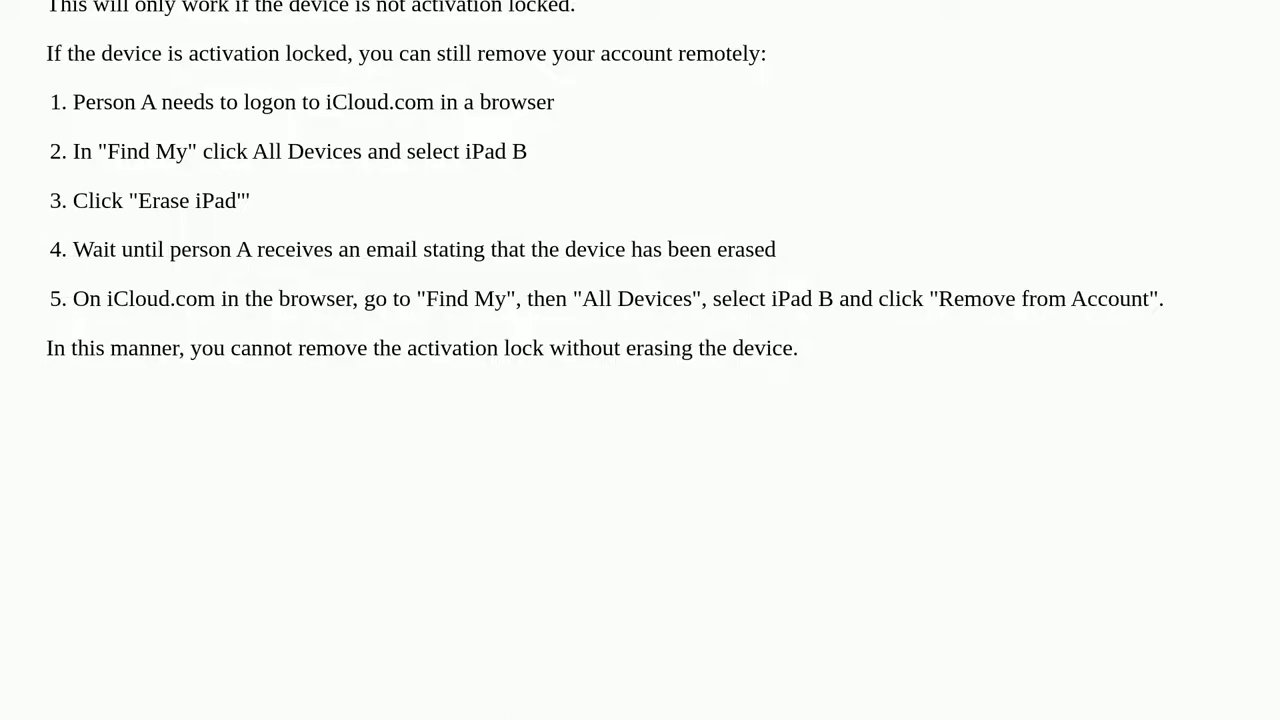 This will only work if the device is not activation locked.
If the device is activation locked, you can still remove your account remotely:
1. Person A needs to logon to iCloud.com in a browser
2. In "Find My" click All Devices and select iPad B
3. Click "Erase iPad"'
4. Wait until person A receives an email stating that the device has been erased
5. On iCloud.com in the browser, go to "Find My", then "All Devices", select iPad B and click "Remove from Account".
In this manner, you cannot remove the activation lock without erasing the device.